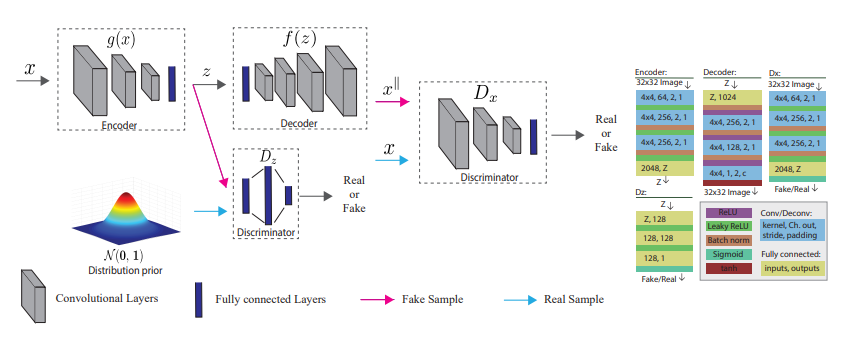 g(x)
f(z)
x
z
x∥
D_x
Encoder
Decoder
Real
or
Fake
D_z
x
Discriminator
Real
or
Fake
Discriminator
N(0, 1)
Distribution prior
Convolutional Layers
Fully connected Layers
Fake Sample
Real Sample
Encoder:
32x32 Image↓
4x4, 64, 2, 1
4x4, 256, 2, 1
4x4, 256, 2, 1
2048, Z
Z↓
Decoder:
Z↓
Z, 1024
4x4, 256, 2, 1
4x4, 128, 2, 1
4x4, 1, 2, c
32x32 Image↓
Dx:
32x32 Image↓
4x4, 64, 2, 1
4x4, 256, 2, 1
4x4, 256, 2, 1
2048, Z
Fake/Real↓
Dz:
Z↓
Z, 128
128, 128
128, 1
Fake/Real↓
ReLU
Leaky ReLU
Batch norm
Sigmoid
tanh
Conv/Deconv:
kernel, Ch. out,
stride, padding
Fully connected:
inputs, outputs